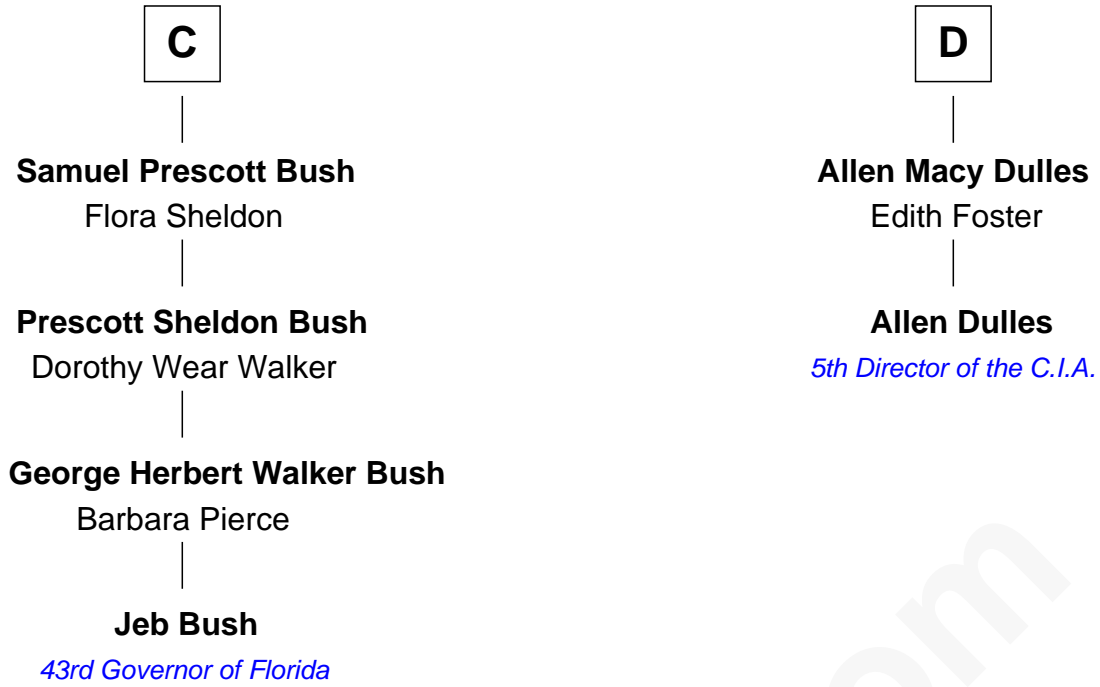 C
Samuel Prescott Bush
Flora Sheldon
Prescott Sheldon Bush
Dorothy Wear Walker
George Herbert Walker Bush
Barbara Pierce
Jeb Bush
43rd Governor of Florida
D
Allen Macy Dulles
Edith Foster
Allen Dulles
5th Director of the C.I.A.
om